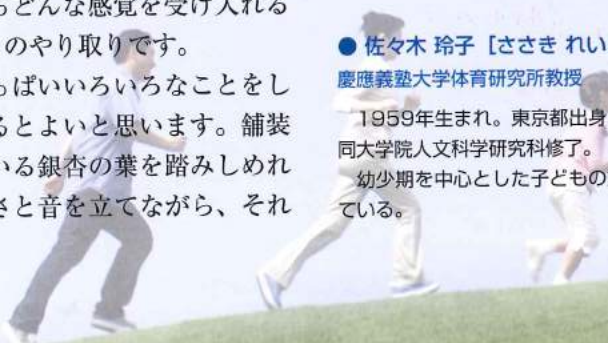 らどんな感覚を受け入れる
のやり取りです。
っぱいいろいろなことをし
るとよいと思います。舗装
いる銀杏の葉を踏みしめれ
さと音を立てながら、それ
● 佐々木 玲子［ささき れい
慶應義塾大学体育研究所教授
1959年生まれ。東京都出身
同大学院人文科学研究科修了。
幼少期を中心とした子どもの
ている。